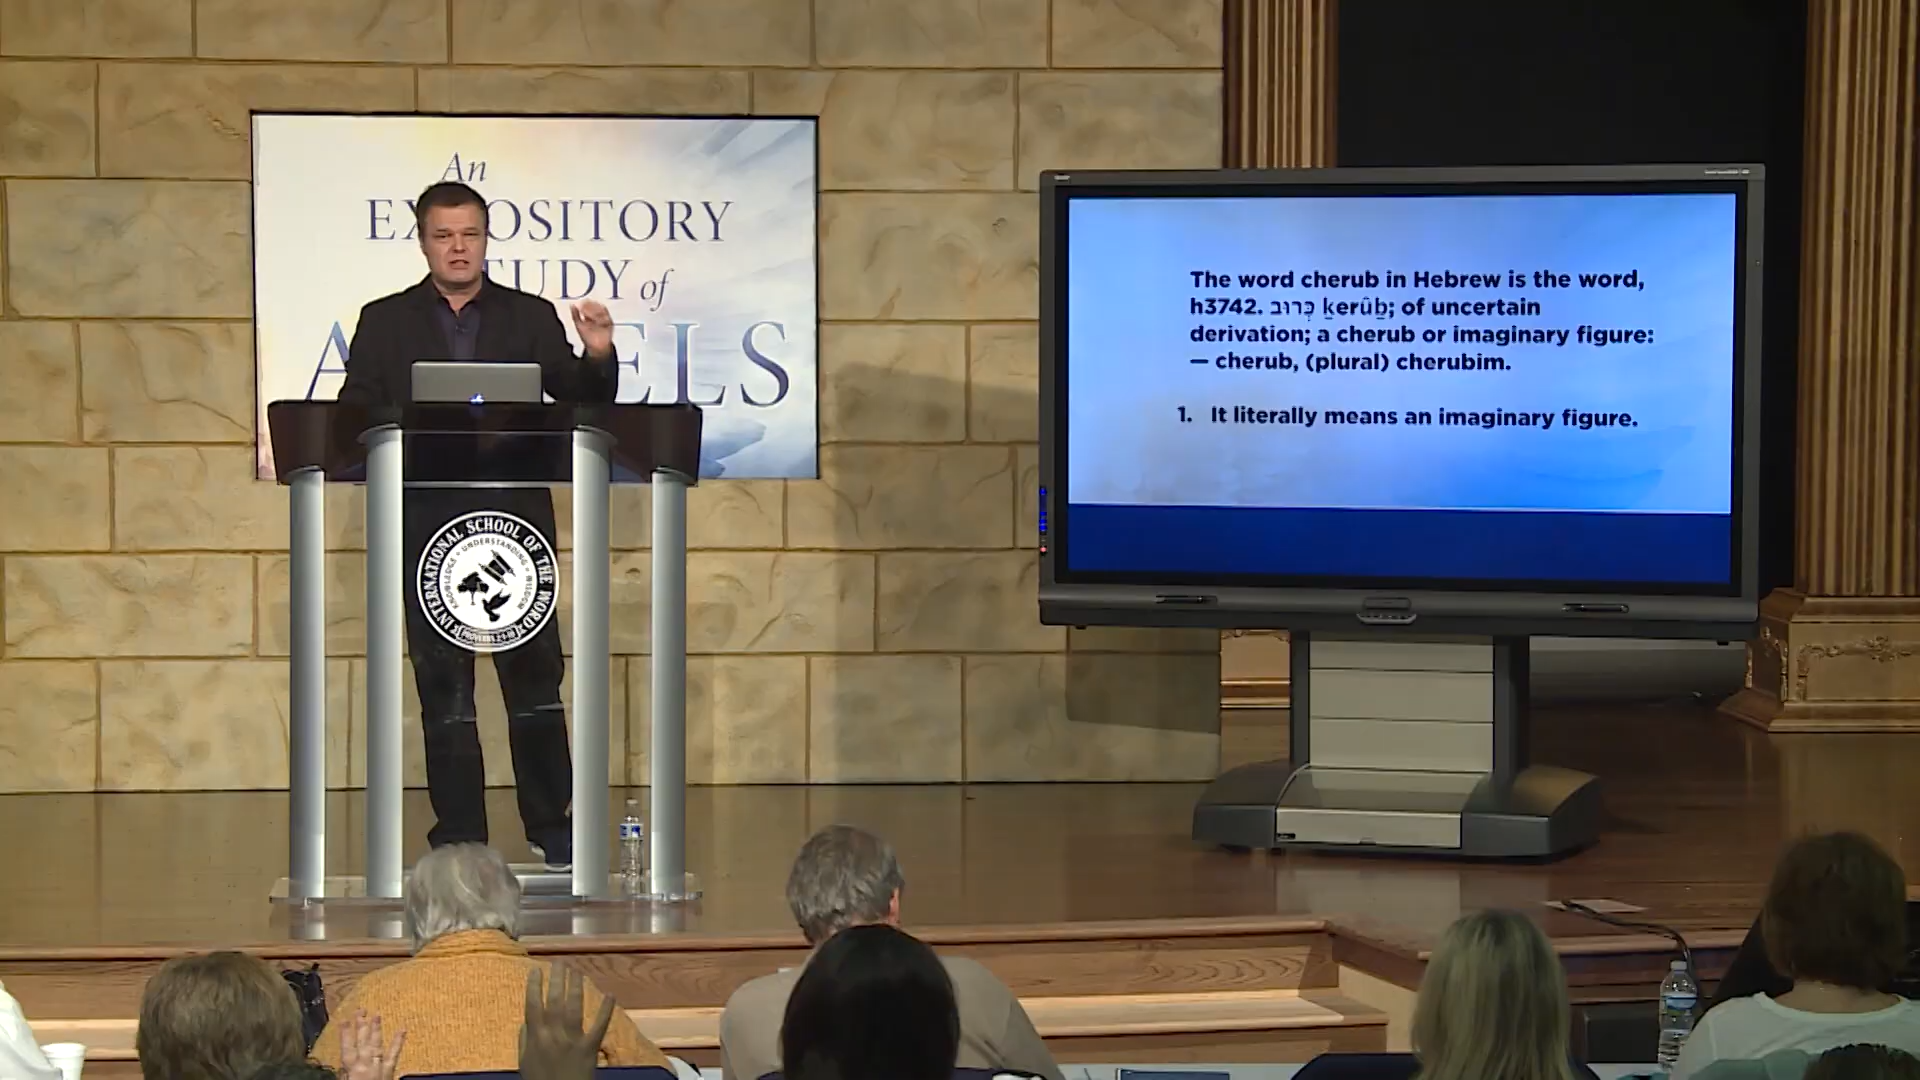 An
EXPOSITORY
STUDY of
ELS
The word cherub in Hebrew is the word,
h3742. כְּרוּב ḵerûḇ; of uncertain
derivation; a cherub or imaginary figure:
— cherub, (plural) cherubim.
1. It literally means an imaginary figure.
INTERNATIONAL SCHOOL OF THE WORD
KNOWLEDGE • UNDERSTANDING • WISDOM